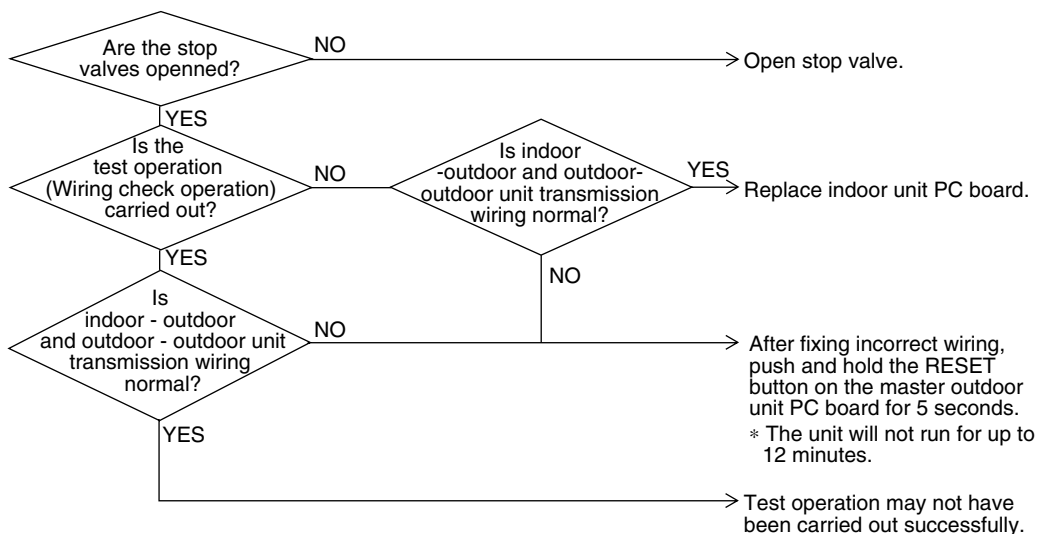 Are the stop
valves openned?
NO
Open stop valve.
YES
Is the
test operation
(Wiring check operation)
carried out?
NO
Is indoor
-outdoor and outdoor-
outdoor unit transmission
wiring normal?
YES
Replace indoor unit PC board.
YES
NO
Is
indoor - outdoor
and outdoor - outdoor unit
transmission wiring
normal?
NO
After fixing incorrect wiring,
push and hold the RESET
button on the master outdoor
unit PC board for 5 seconds.
* The unit will not run for up to
12 minutes.
YES
Test operation may not have
been carried out successfully.